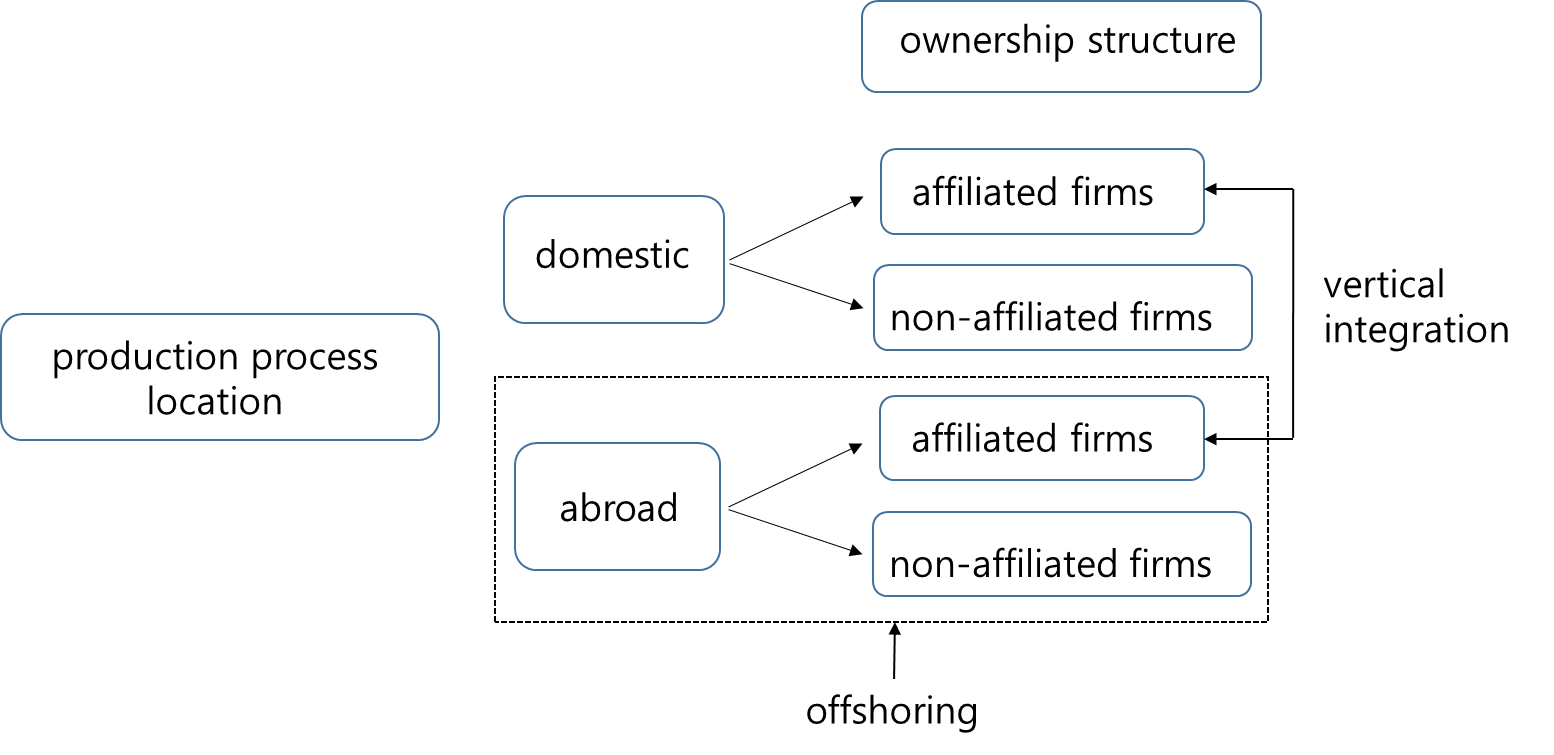 ownership structure
affiliated firms
domestic
non-affiliated firms
vertical
integration
production process
location
affiliated firms
abroad
non-affiliated firms
offshoring